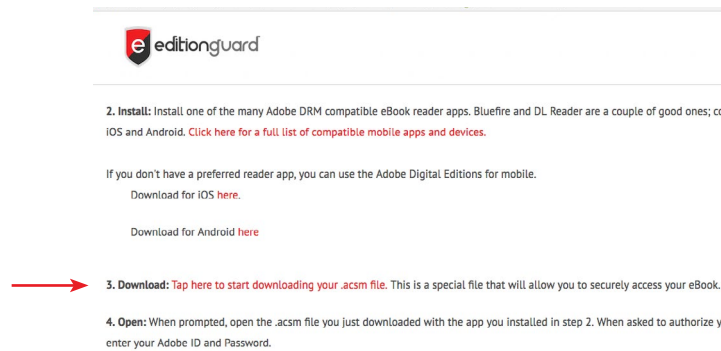 e editionguard
2. Install: Install one of the many Adobe DRM compatible eBook reader apps. Bluefire and DL Reader are a couple of good ones;
iOS and Android. Click here for a full list of compatible mobile apps and devices.
If you don't have a preferred reader app, you can use the Adobe Digital Editions for mobile.
Download for iOS here.
Download for Android here
3. Download: Tap here to start downloading your .acsm file. This is a special file that will allow you to securely access your eBook.
4. Open: When prompted, open the .acsm file you just downloaded with the app you installed in step 2. When asked to authorize
enter your Adobe ID and Password.